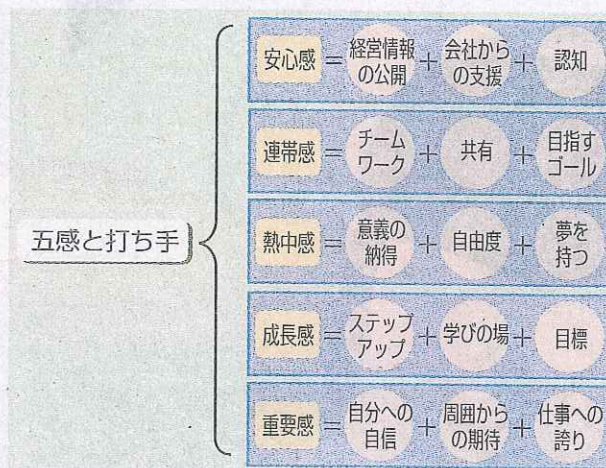 五感と打ち手
安心感 = 経営情報の公開 + 会社からの支援 + 認知
連帯感 = チームワーク + 共有 + 目指すゴール
熱中感 = 意義の納得 + 自由度 + 夢を持つ
成長感 = ステップアップ + 学びの場 + 目標
重要感 = 自分への自信 + 周囲からの期待 + 仕事への誇り